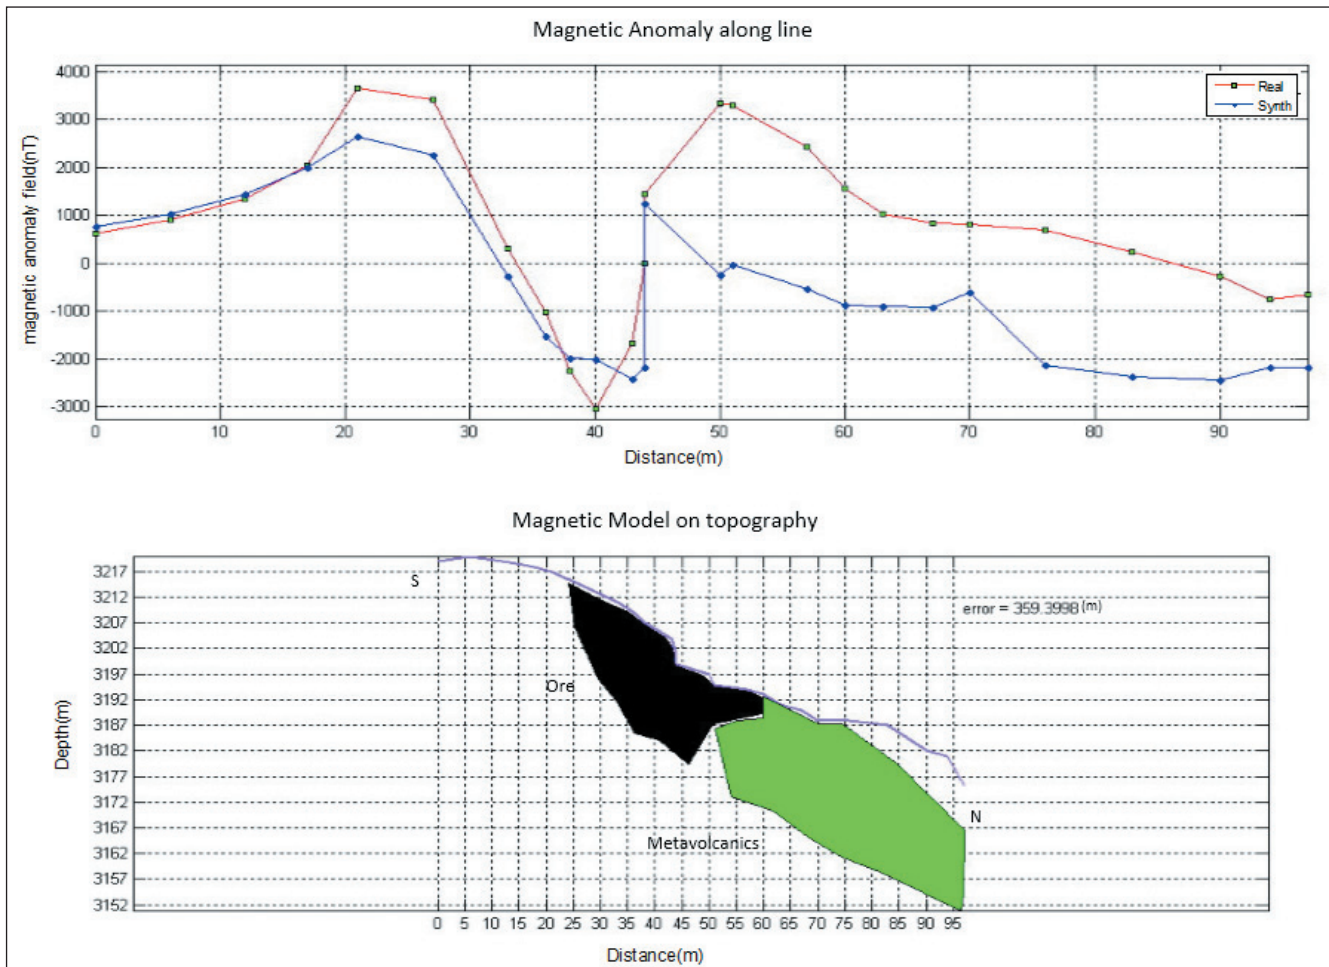 Magnetic Anomaly along line
4000
3000
2000
1000
0
-1000
-2000
-3000
magnetic anomaly field(nT)
Real
Synth
0 10 20 30 40 50 60 70 80 90
Distance(m)
Magnetic Model on topography
3217
3212
3207
3202
3197
3192
3187
3182
3177
3172
3167
3162
3157
3152
Depth(m)
S
error = 359.3998 (m)
Ore
N
Metavolcanics
0 5 10 15 20 25 30 35 40 45 50 55 60 65 70 75 80 85 90 95
Distance(m)